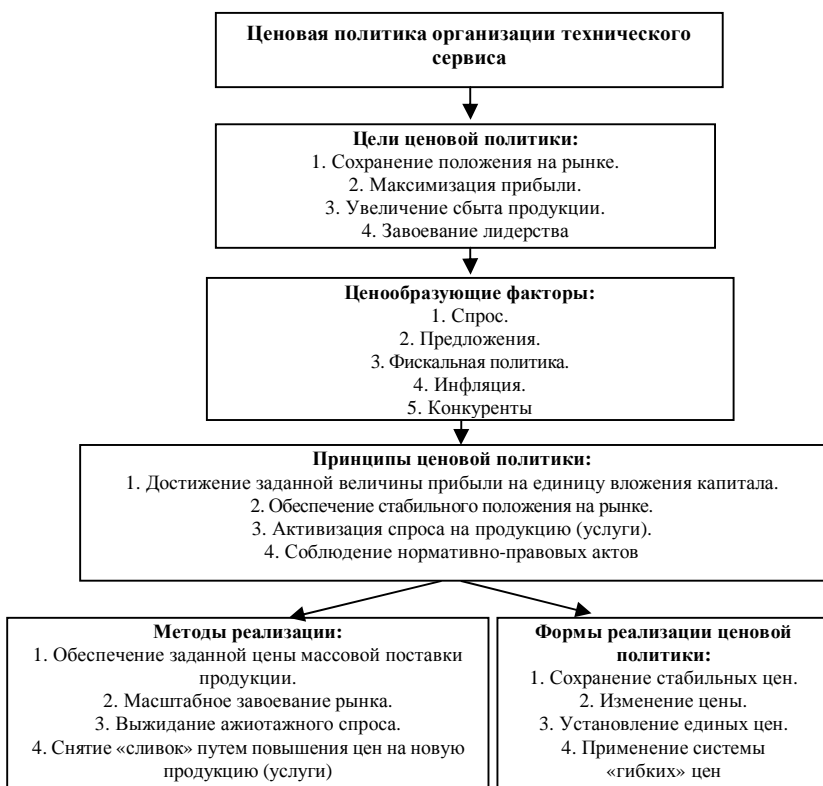 Ценовая политика организации технического
сервиса
Цели ценовой политики:
1. Сохранение положения на рынке.
2. Максимизация прибыли.
3. Увеличение сбыта продукции.
4. Завоевание лидерства
Ценообразующие факторы:
1. Спрос.
2. Предложения.
3. Фискальная политика.
4. Инфляция.
5. Конкуренты
Принципы ценовой политики:
1. Достижение заданной величины прибыли на единицу вложения капитала.
2. Обеспечение стабильного положения на рынке.
3. Активизация спроса на продукцию (услуги).
4. Соблюдение нормативно-правовых актов
Методы реализации:
1. Обеспечение заданной цены массовой поставки
продукции.
2. Масштабное завоевание рынка.
3. Выжидание ажиотажного спроса.
4. Снятие «сливок» путем повышения цен на новую
продукцию (услуги)
Формы реализации ценовой
политики:
1. Сохранение стабильных цен.
2. Изменение цены.
3. Установление единых цен.
4. Применение системы
«гибких» цен